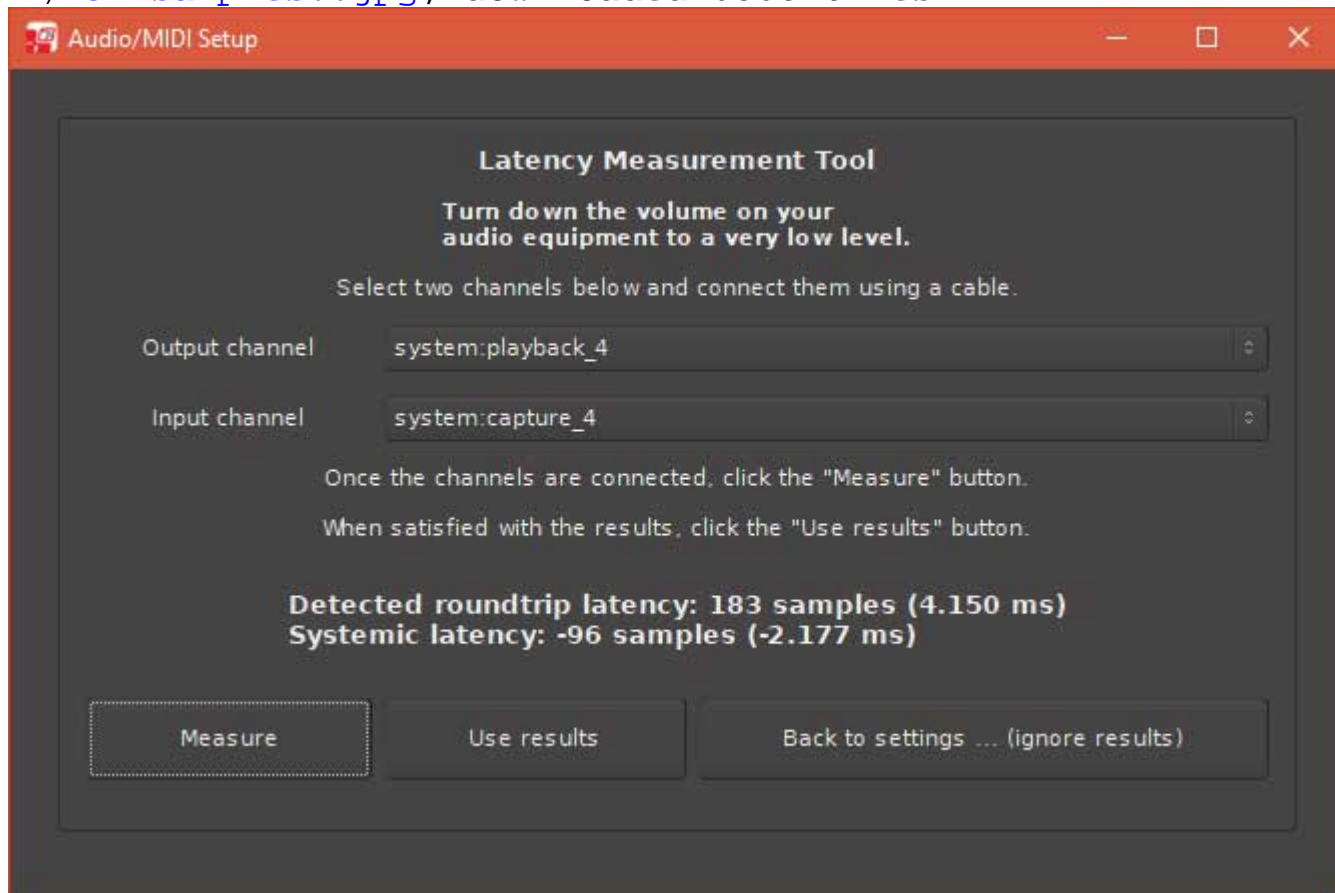 Audio/MIDI Setup
Latency Measurement Tool
Turn down the volume on your
audio equipment to a very low level.
Select two channels below and connect them using a cable.
Output channel
system:playback_4
Input channel
system:capture_4
Once the channels are connected, click the "Measure" button.
When satisfied with the results, click the "Use results" button.
Detected roundtrip latency: 183 samples (4.150 ms)
Systemic latency: -96 samples (-2.177 ms)
Measure
Use results
Back to settings ... (ignore results)